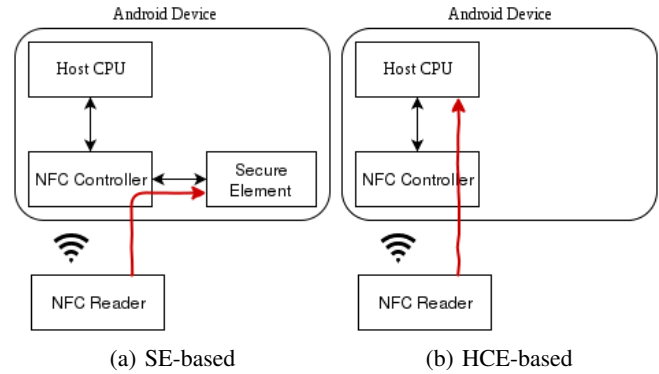 Android Device
Host CPU
NFC Controller
Secure
Element
NFC Reader
(a) SE-based
Android Device
Host CPU
NFC Controller
NFC Reader
(b) HCE-based